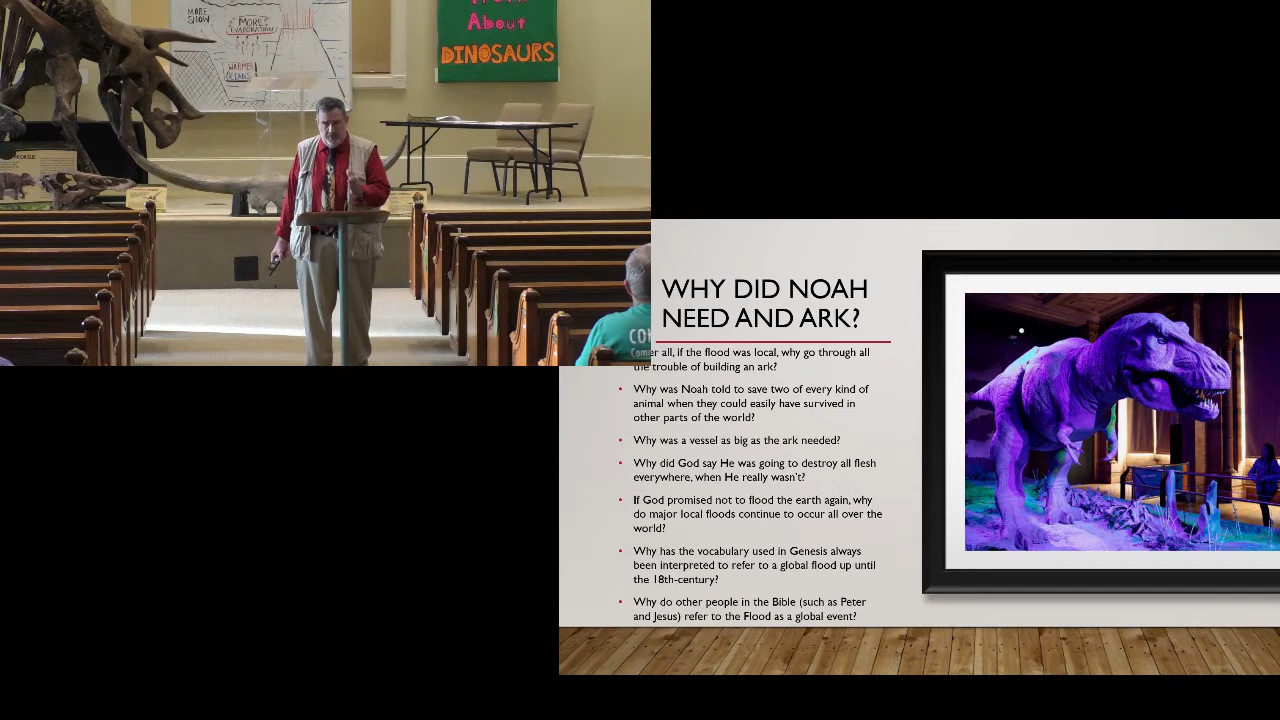 MORE
SNOW
MORE?
EVAPORATION
WARMER
OCEANS
About
DINOSAURS
WHY DID NOAH
NEED AND ARK?
er all, if the flood was local, why go through all
the trouble of building an ark?
• Why was Noah told to save two of every kind of
animal when they could easily have survived in
other parts of the world?
• Why was a vessel as big as the ark needed?
• Why did God say He was going to destroy all flesh
everywhere, when He really wasn't?
• If God promised not to flood the earth again, why
do major local floods continue to occur all over the
world?
• Why has the vocabulary used in Genesis always
been interpreted to refer to a global flood up until
the 18th-century?
• Why do other people in the Bible (such as Peter
and Jesus) refer to the Flood as a global event?